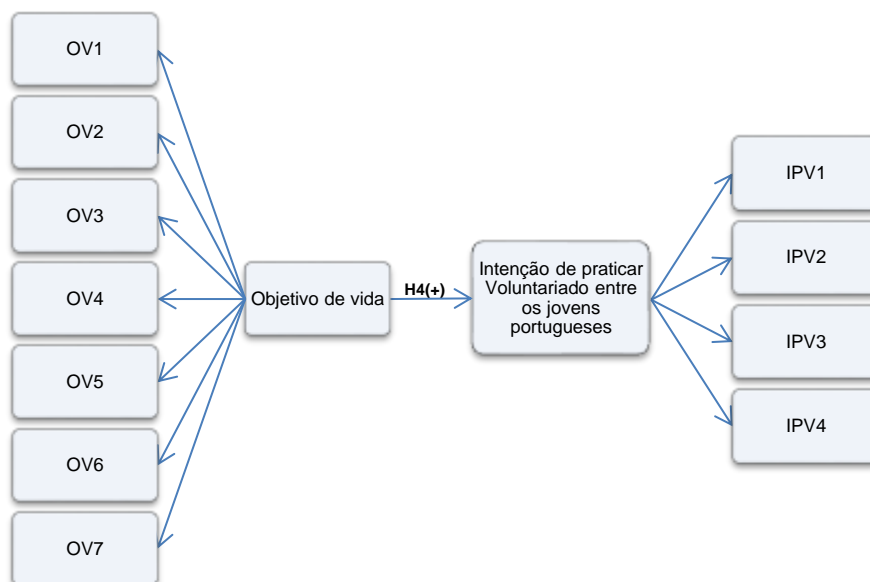 OV1
OV2
OV3
OV4
OV5
OV6
OV7
Objetivo de vida
H4(+)
Intenção de praticar
Voluntariado entre
os jovens
portugueses
IPV1
IPV2
IPV3
IPV4